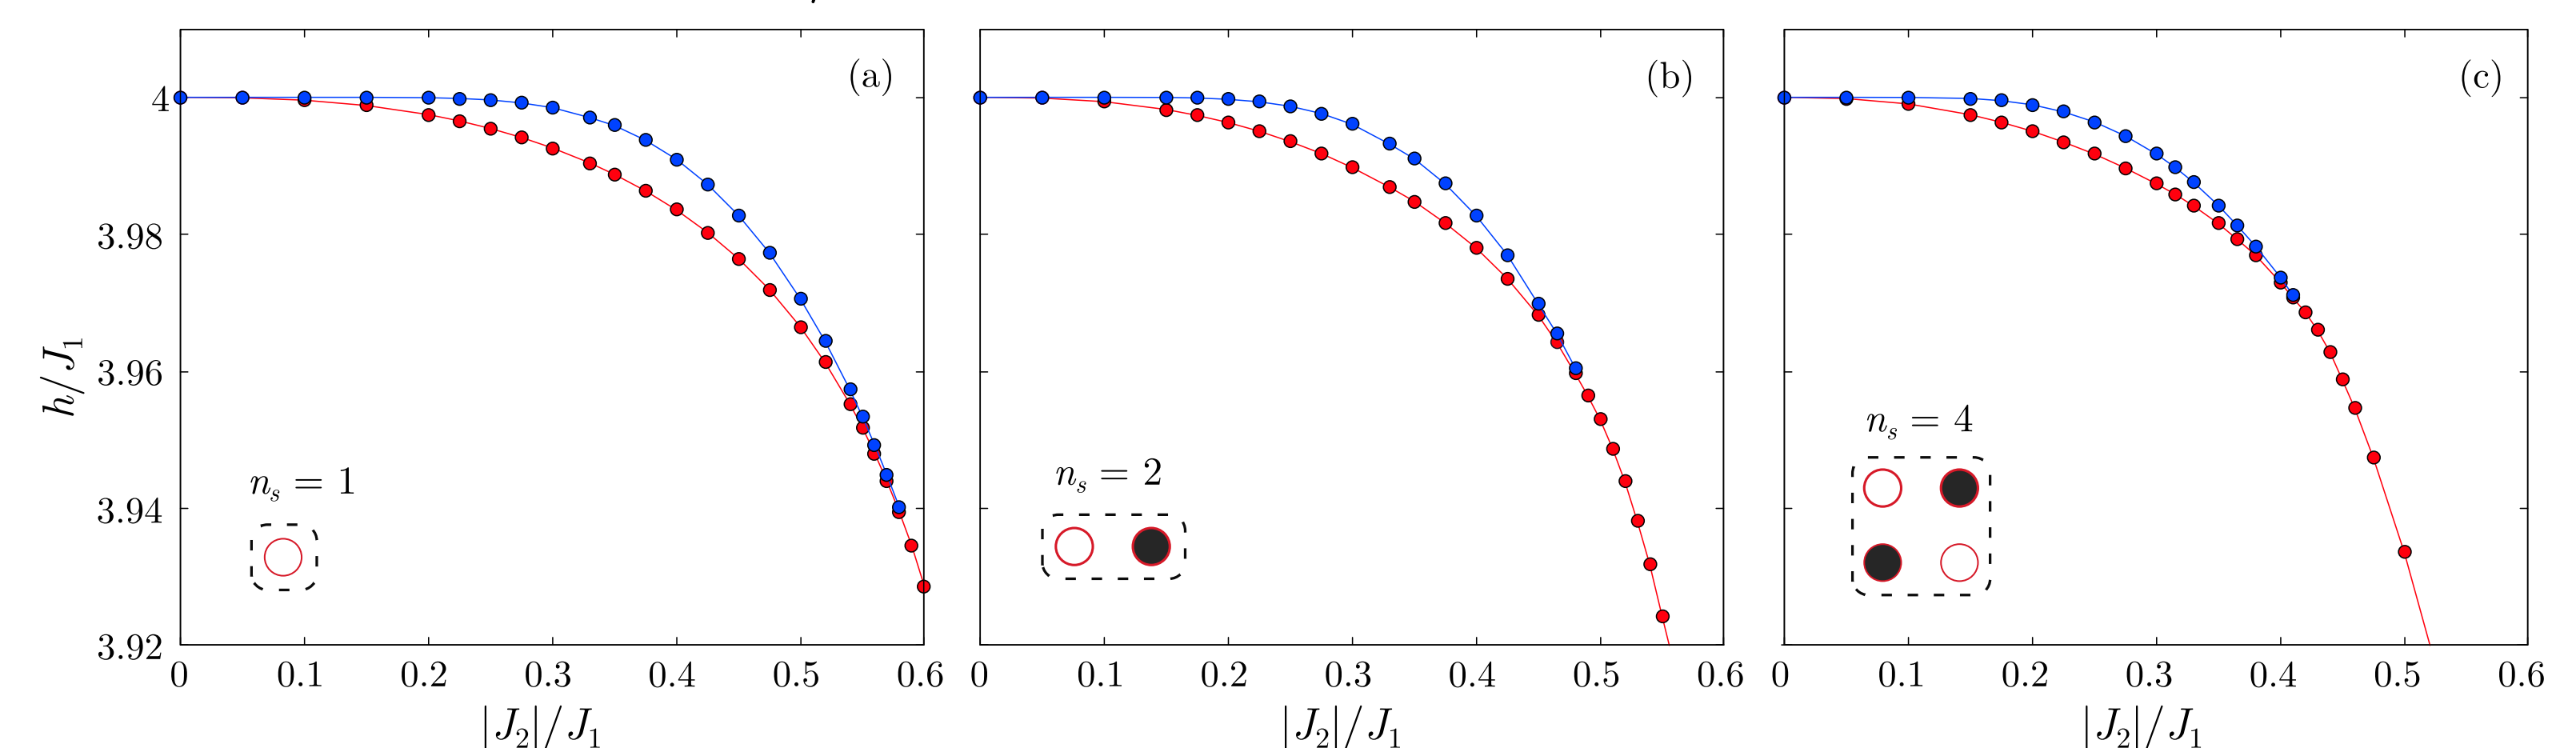 (a) (b) (c)
4
3.98
3.96
3.94
3.92
h/J₁
nₛ = 1
nₛ = 2
nₛ = 4
0 0.1 0.2 0.3 0.4 0.5 0.6
0 0.1 0.2 0.3 0.4 0.5 0.6
0 0.1 0.2 0.3 0.4 0.5 0.6
|J₂|/J₁
|J₂|/J₁
|J₂|/J₁